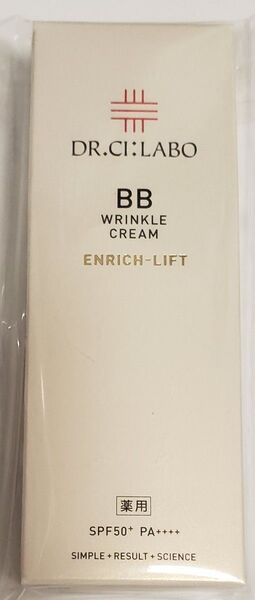 DR.CI:LABO
BB
WRINKLE
CREAM
ENRICH-LIFT
薬用
SPF50+ PA++++
SIMPLE+RESULT+SCIENCE